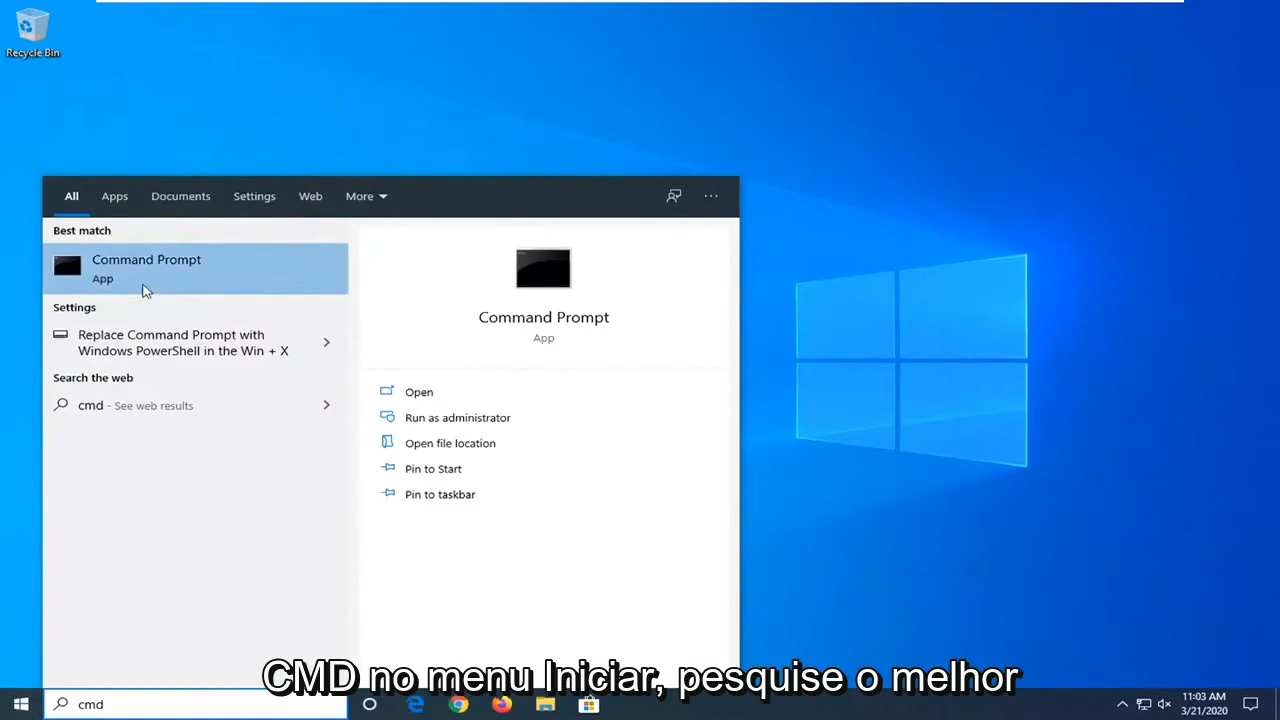 Recycle Bin
All Apps Documents Settings Web More
Best match
Command Prompt
App
Settings
Replace Command Prompt with
Windows PowerShell in the Win + X
Search the web
cmd - See web results
Command Prompt
App
Open
Run as administrator
Open file location
Pin to Start
Pin to taskbar
CMD no menu Iniciar, pesquise o melhor
cmd
11:03 AM
3/21/2020